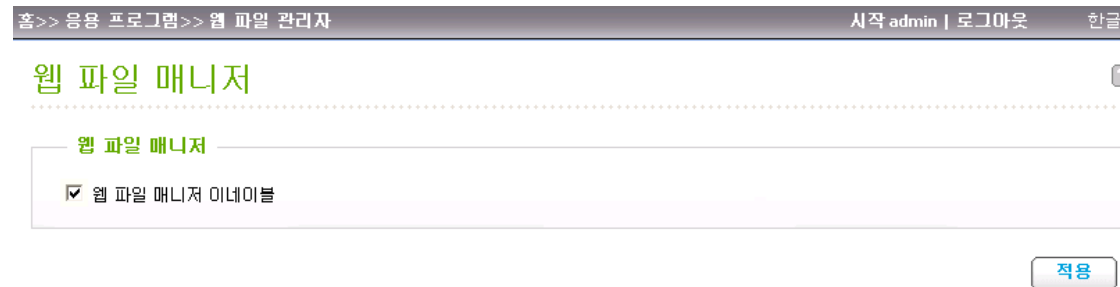 홈>> 응용 프로그램>> 웹 파일 관리자 시작 admin | 로그아웃 한글
웹 파일 매니저
웹 파일 매니저
웹 파일 매니저 이네이블
적용